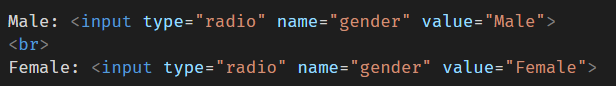 Male: <input type="radio" name="gender" value="Male">
<br>
Female: <input type="radio" name="gender" value="Female">